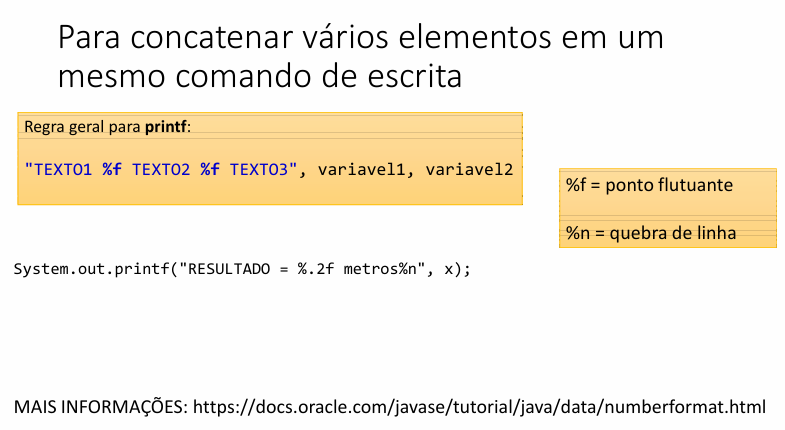 Para concatenar vários elementos em um
mesmo comando de escrita
Regra geral para printf:
"TEXTO1 %f TEXTO2 %f TEXTO3", variavel1, variavel2
%f = ponto flutuante
%n = quebra de linha
System.out.printf("RESULTADO = %.2f metros%n", x);
MAIS INFORMAÇÕES: https://docs.oracle.com/javase/tutorial/java/data/numberformat.html